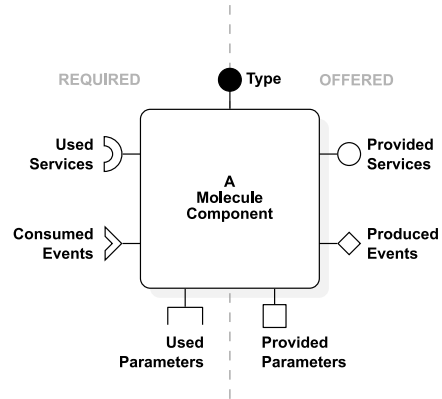 REQUIRED
Type
OFFERED
Used
Services
A
Molecule
Component
Provided
Services
Consumed
Events
Produced
Events
Used
Parameters
Provided
Parameters